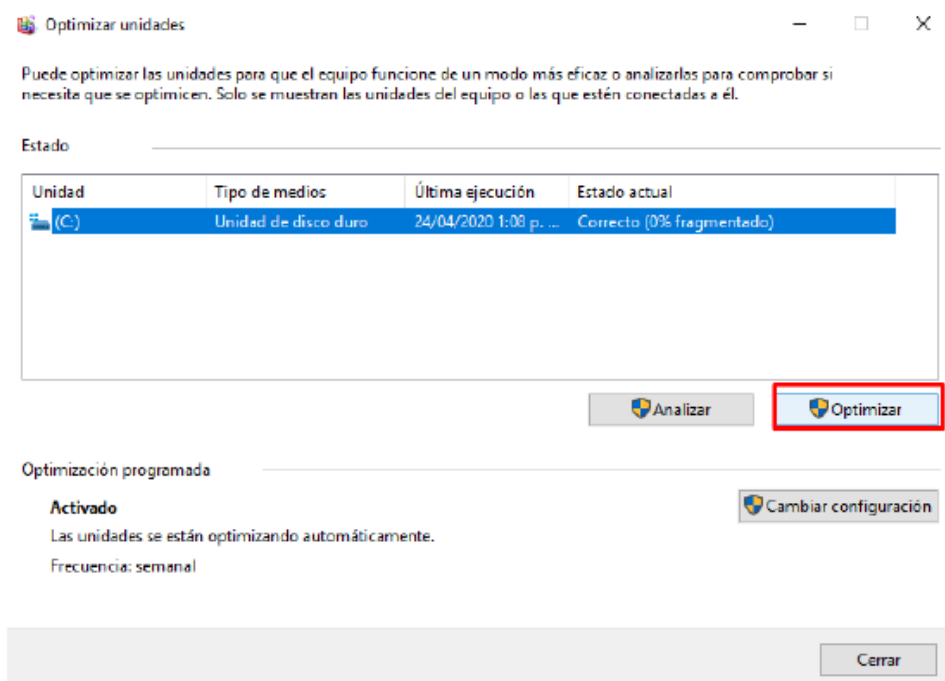 Optimizar unidades
Puede optimizar las unidades para que el equipo funcione de un modo más eficaz o analizarlas para comprobar si
necesita que se optimicen. Solo se muestran las unidades del equipo o las que estén conectadas a él.
Estado
Unidad Tipo de medios Última ejecución Estado actual
(C:) Unidad de disco duro 24/04/2020 1:08 p. ... Correcto (0% fragmentado)
Analizar Optimizar
Optimización programada
Activado Cambiar configuración
Las unidades se están optimizando automáticamente.
Frecuencia: semanal
Cerrar